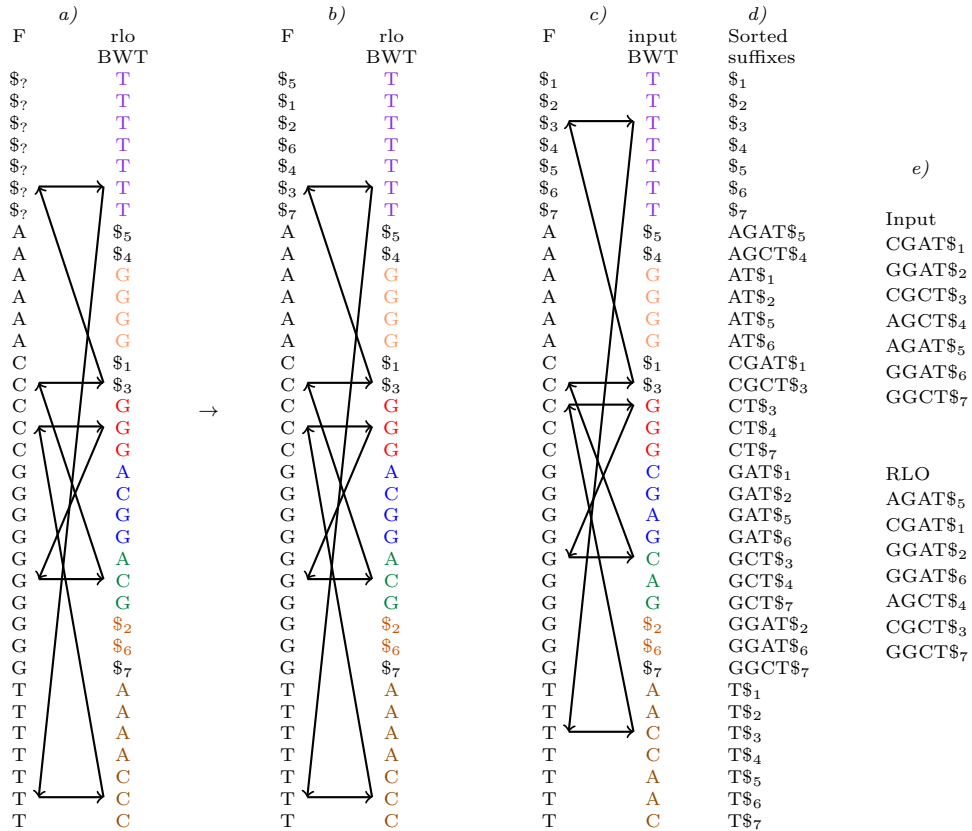 a) b) c) d)
F rlo F rlo F input Sorted
BWT BWT BWT suffixes
$? T $5 T $1 T $1
$? T $1 T $2 T $2
$? T $2 T $3 T $3
$? T $6 T $4 T $4
$? T $4 T $5 T $5
e)
$? T $3 T $6 T $6
$? T $7 T $7 T $7
Input
A $5 A $5 A $5 AGAT$5
CGAT$1
A $4 A $4 A $4 AGCT$4
A G A G A G AT$1
GGAT$2
A G A G A G AT$2
CGCT$3
A G A G A G AT$5
AGCT$4
A G A G A G AT$6
C $1 C $1 C $1 CGAT$1
AGAT$5
C $3 C $3 C $3 CGCT$3
GGAT$6
C G → C G C G CT$3
GGCT$7
C G C G C G CT$4
C G C G C G CT$7
G A G A G C GAT$1
RLO
G C G C G G GAT$2
AGAT$5
G G G G G A GAT$5
CGAT$1
G G G G G G GAT$6
GGAT$2
G A G A G C GCT$3
G C G C G A GCT$4
GGAT$6
G G G G G G GCT$7
AGCT$4
G $2 G $2 G $2 GGAT$2
CGCT$3
G $6 G $6 G $6 GGAT$6
GGCT$7
G $7 G $7 G $7 GGCT$7
T A T A T A T$1
T A T A T A T$2
T A T A T C T$3
T A T A T C T$4
T C T C T A T$5
T C T C T A T$6
T C T C T C T$7